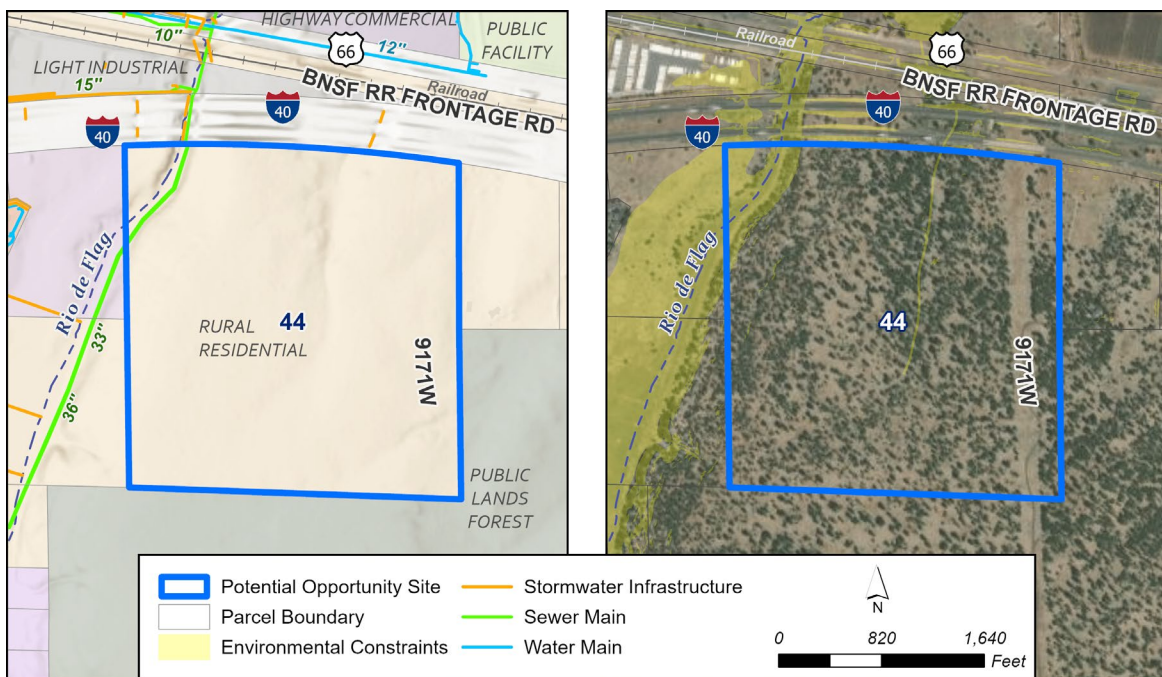 HIGHWAY COMMERCIAL
PUBLIC
FACILITY
10"
12"
66
LIGHT INDUSTRIAL
15"
Railroad
BNSF RR FRONTAGE RD
40
40
Rio de Flag
33"
36"
RURAL
RESIDENTIAL
44
9171W
PUBLIC
LANDS
FOREST
Railroad
66
BNSF RR FRONTAGE RD
40
40
Rio de Flag
44
9171W
Potential Opportunity Site
Parcel Boundary
Environmental Constraints
Stormwater Infrastructure
Sewer Main
Water Main
N
0 820 1,640
Feet